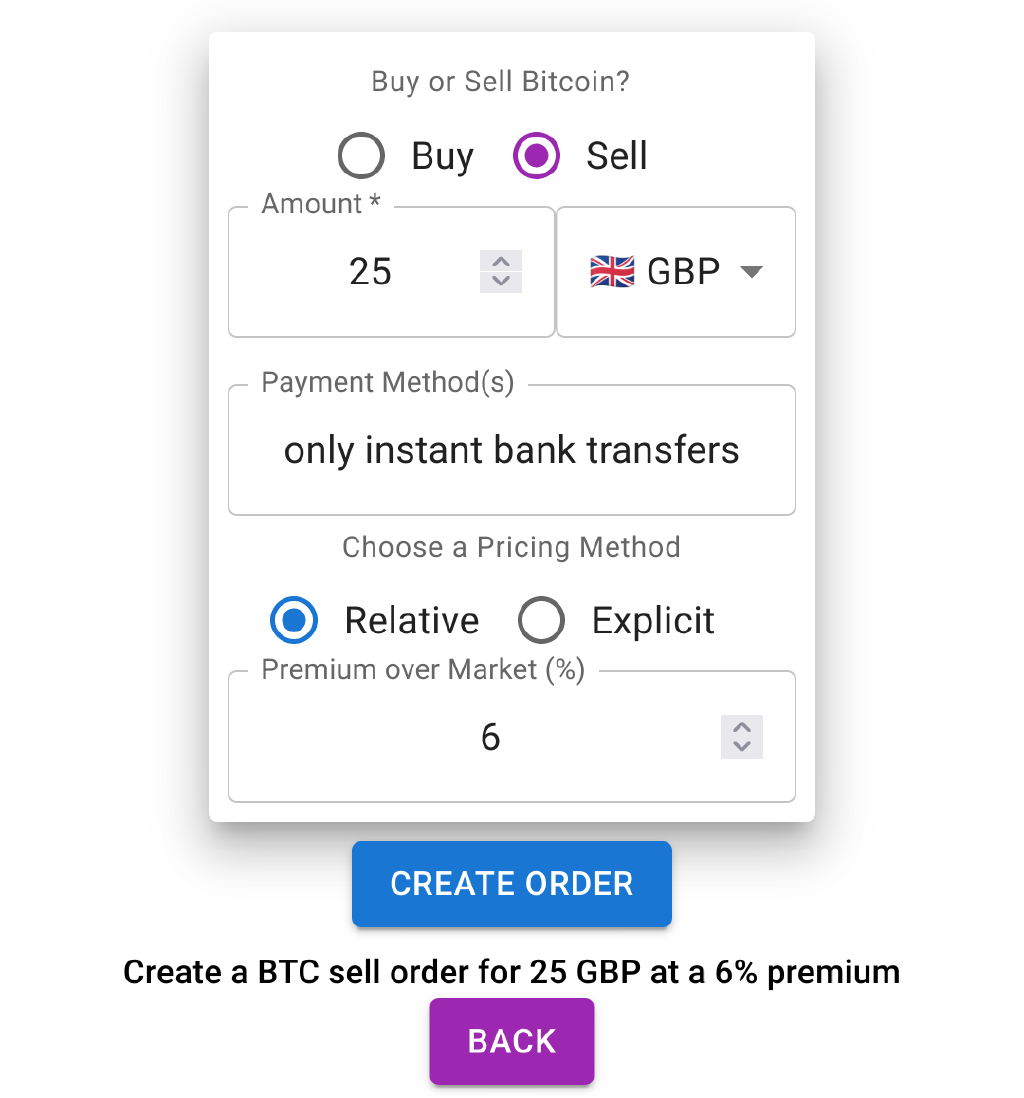 Buy or Sell Bitcoin?
Buy Sell
Amount *
25 GBP
Payment Method(s)
only instant bank transfers
Choose a Pricing Method
Relative Explicit
Premium over Market (%)
6
CREATE ORDER
Create a BTC sell order for 25 GBP at a 6% premium
BACK